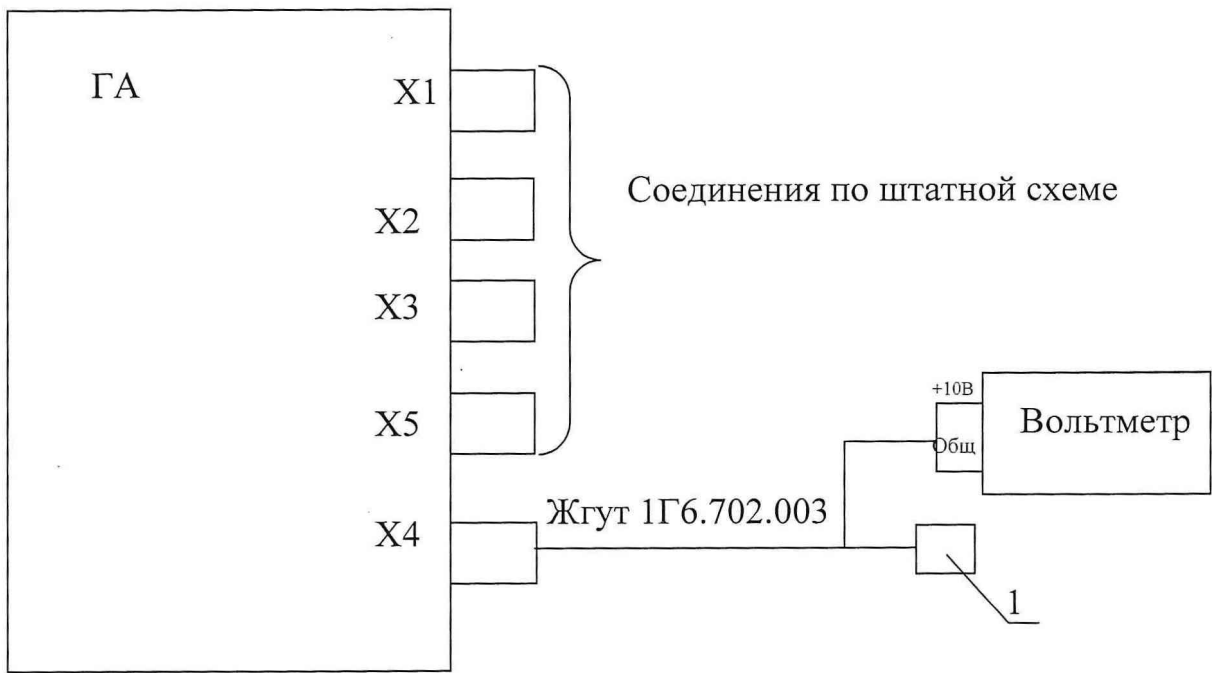 ГА
X1
X2
Соединения по штатной схеме
X3
X5
+10В
Общ
Вольтметр
X4
Жгут 1Г6.702.003
1